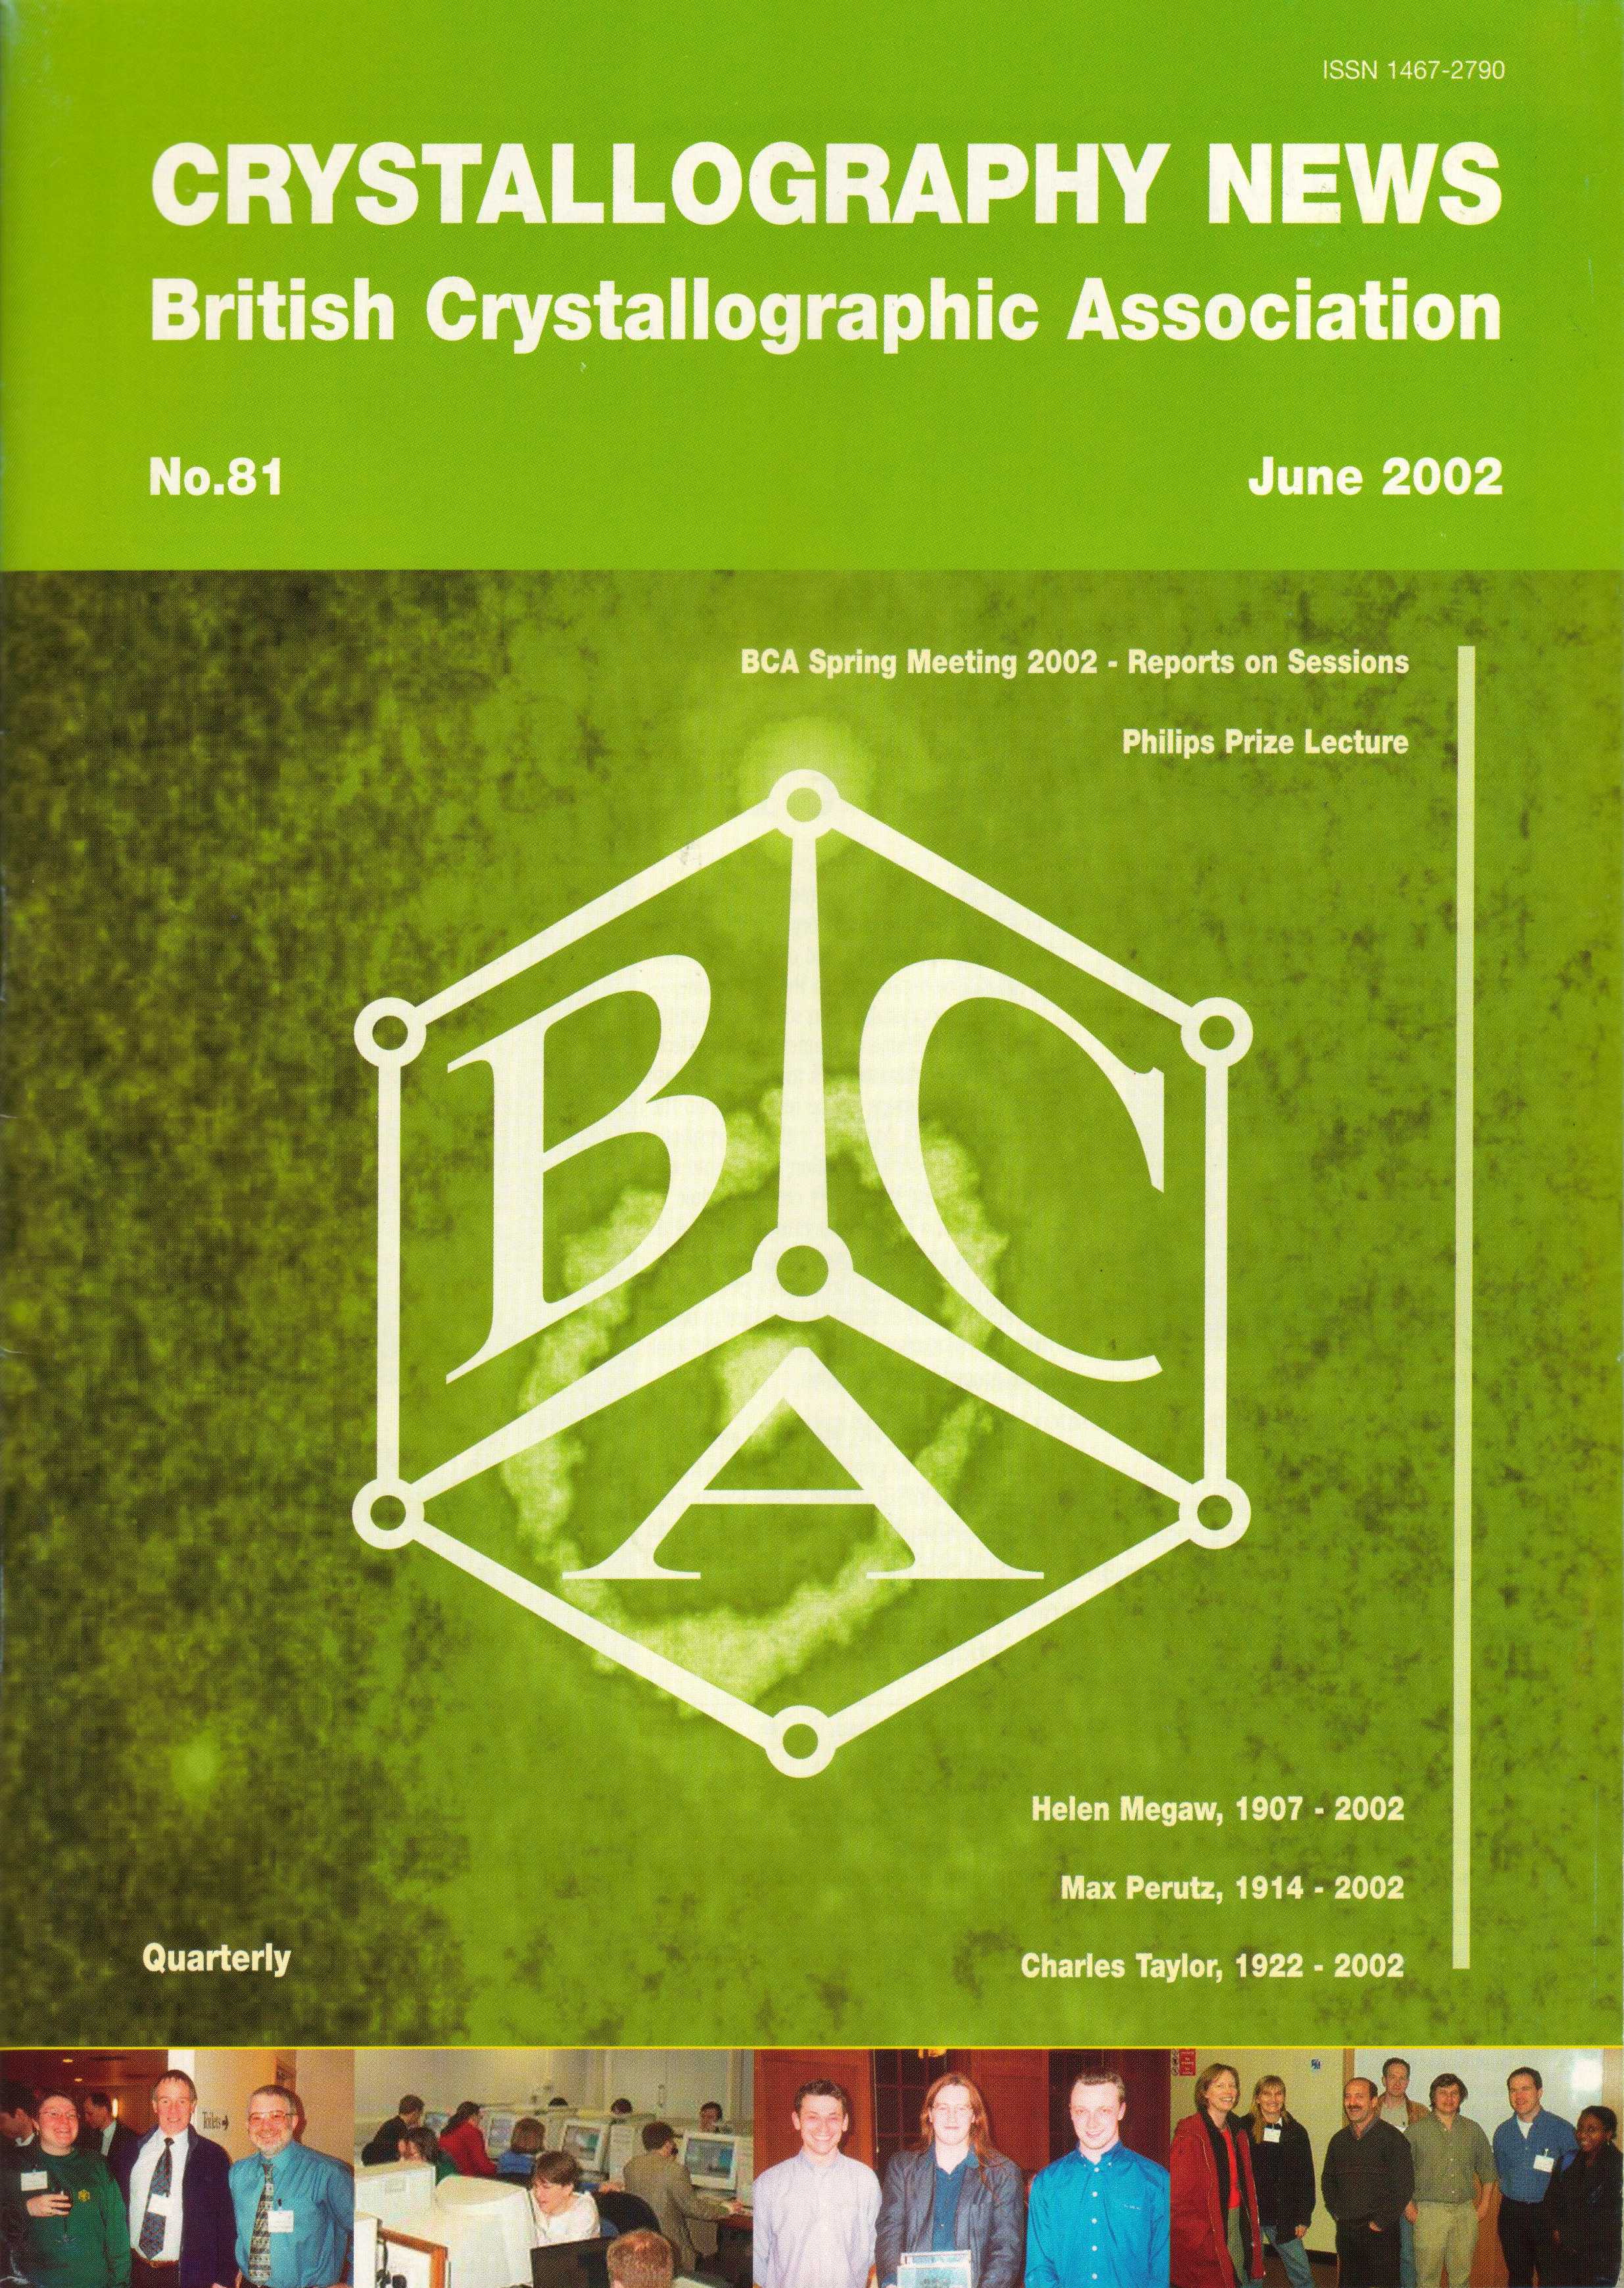 ISSN 1467-2790
CRYSTALLOGRAPHY NEWS
British Crystallographic Association
No.81
June 2002
BCA Spring Meeting 2002 - Reports on Sessions
Philips Prize Lecture
B C
A
Helen Megaw, 1907 - 2002
Max Perutz, 1914 - 2002
Quarterly
Charles Taylor, 1922 - 2002
Toilets